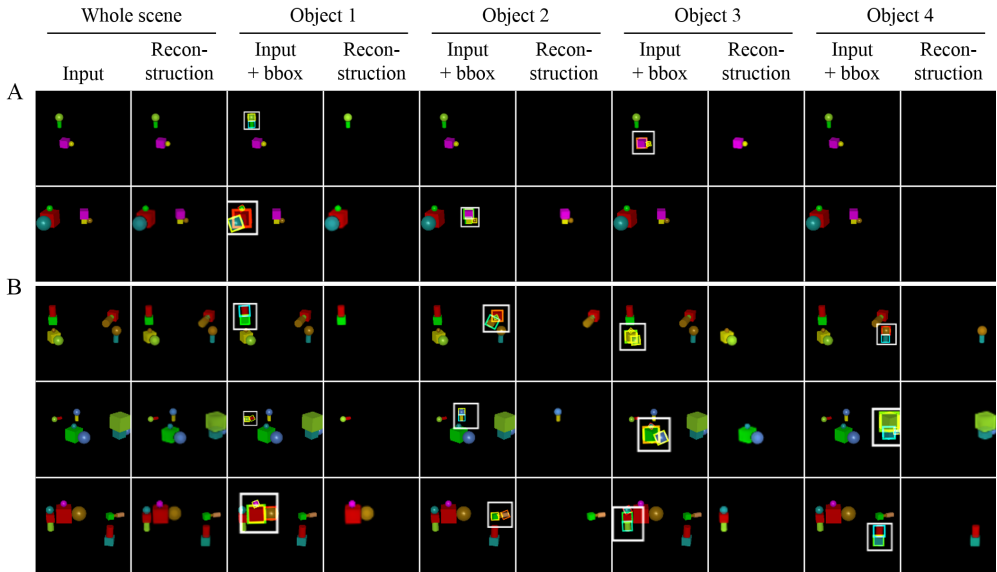 Whole scene
Object 1
Object 2
Object 3
Object 4
Input
Recon-
struction
Input
+ bbox
Recon-
struction
Input
+ bbox
Recon-
struction
Input
+ bbox
Recon-
struction
Input
+ bbox
Recon-
struction
A
B